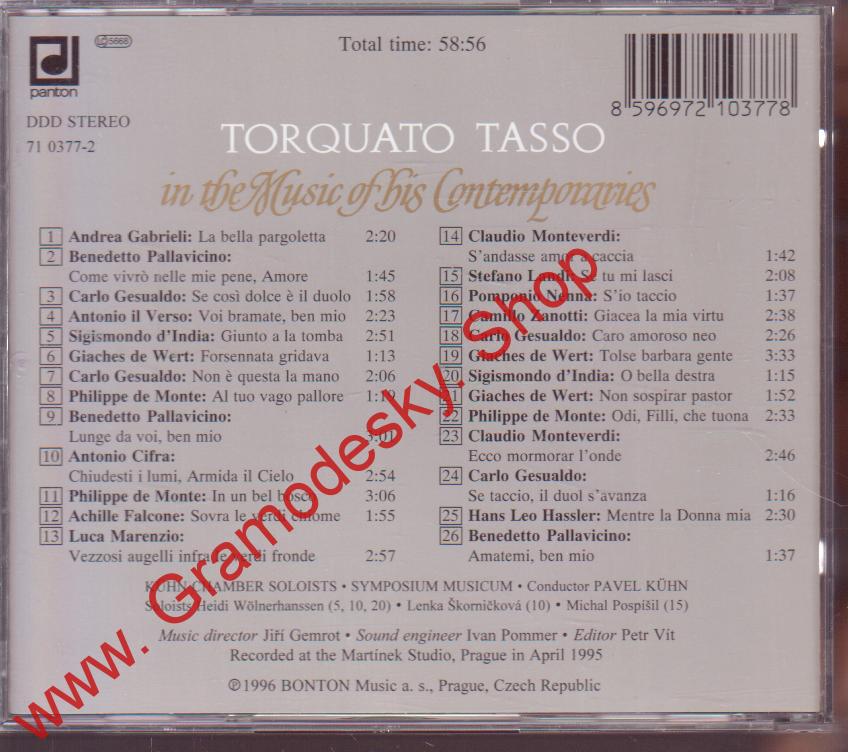 panton
LC 5668
Total time: 58:56
8 596972 103778
DDD STEREO
71 0377-2
TORQUATO TASSO
in the Music of his Contemporaries
1 Andrea Gabrieli: La bella pargoletta 2:20
2 Benedetto Pallavicino:
Come vivrò nelle mie pene, Amore 1:45
3 Carlo Gesualdo: Se così dolce è il duolo 1:58
4 Antonio il Verso: Voi bramate, ben mio 2:23
5 Sigismondo d'India: Giunto a la tomba 2:51
6 Giaches de Wert: Forsennata gridava 1:13
7 Carlo Gesualdo: Non è questa la mano 2:06
8 Philippe de Monte: Al tuo vago pallore 1:19
9 Benedetto Pallavicino:
Lunge da voi, ben mio 3:01
10 Antonio Cifra:
Chiudesti i lumi, Armida il Cielo 2:54
11 Philippe de Monte: In un bel bosco 3:06
12 Achille Falcone: Sovra le verdi chiome 1:55
13 Luca Marenzio:
Vezzosi augelli infra le verdi fronde 2:57
14 Claudio Monteverdi:
S'andasse amor a caccia 1:42
15 Stefano Landi: Se tu mi lasci 2:08
16 Pomponio Nenna: S'io taccio 1:37
17 Camillo Zanotti: Giacea la mia virtu 2:38
18 Carlo Gesualdo: Caro amoroso neo 2:26
19 Giaches de Wert: Tolse barbara gente 3:33
20 Sigismondo d'India: O bella destra 1:15
21 Giaches de Wert: Non sospirar pastor 1:52
22 Philippe de Monte: Odi, Filli, che tuona 2:33
23 Claudio Monteverdi:
Ecco mormorar l'onde 2:46
24 Carlo Gesualdo:
Se taccio, il duol s'avanza 1:16
25 Hans Leo Hassler: Mentre la Donna mia 2:30
26 Benedetto Pallavicino:
Amatemi, ben mio 1:37
KÜHN CHAMBER SOLOISTS • SYMPOSIUM MUSICUM • Conductor PAVEL KÜHN
Soloists Heidi Wölnerhanssen (5, 10, 20) • Lenka Škorničková (10) • Michal Pospíšil (15)
Music director Jiří Gemrot • Sound engineer Ivan Pommer • Editor Petr Vít
Recorded at the Martínek Studio, Prague in April 1995
℗1996 BONTON Music a. s., Prague, Czech Republic
www. Gramodesky. Shop